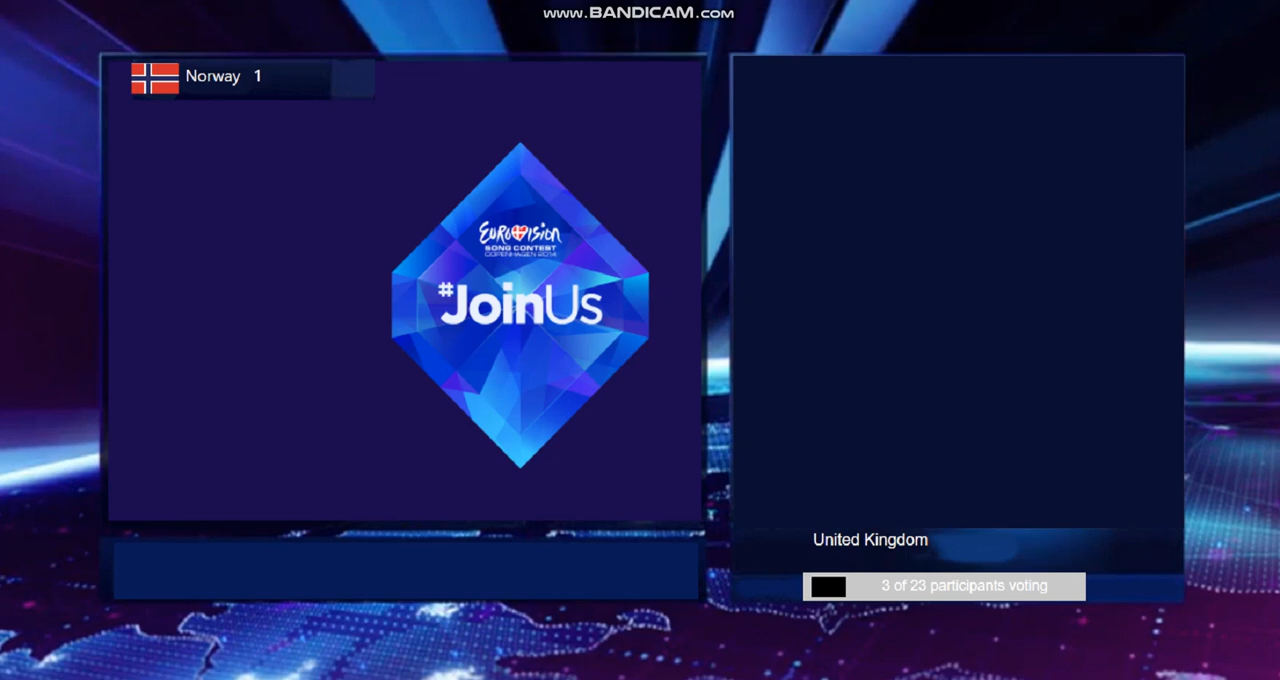 www.BANDICAM.com
Norway 1
EUROVISION
SONG CONTEST
COPENHAGEN 2014
#JoinUs
United Kingdom
3 of 23 participants voting